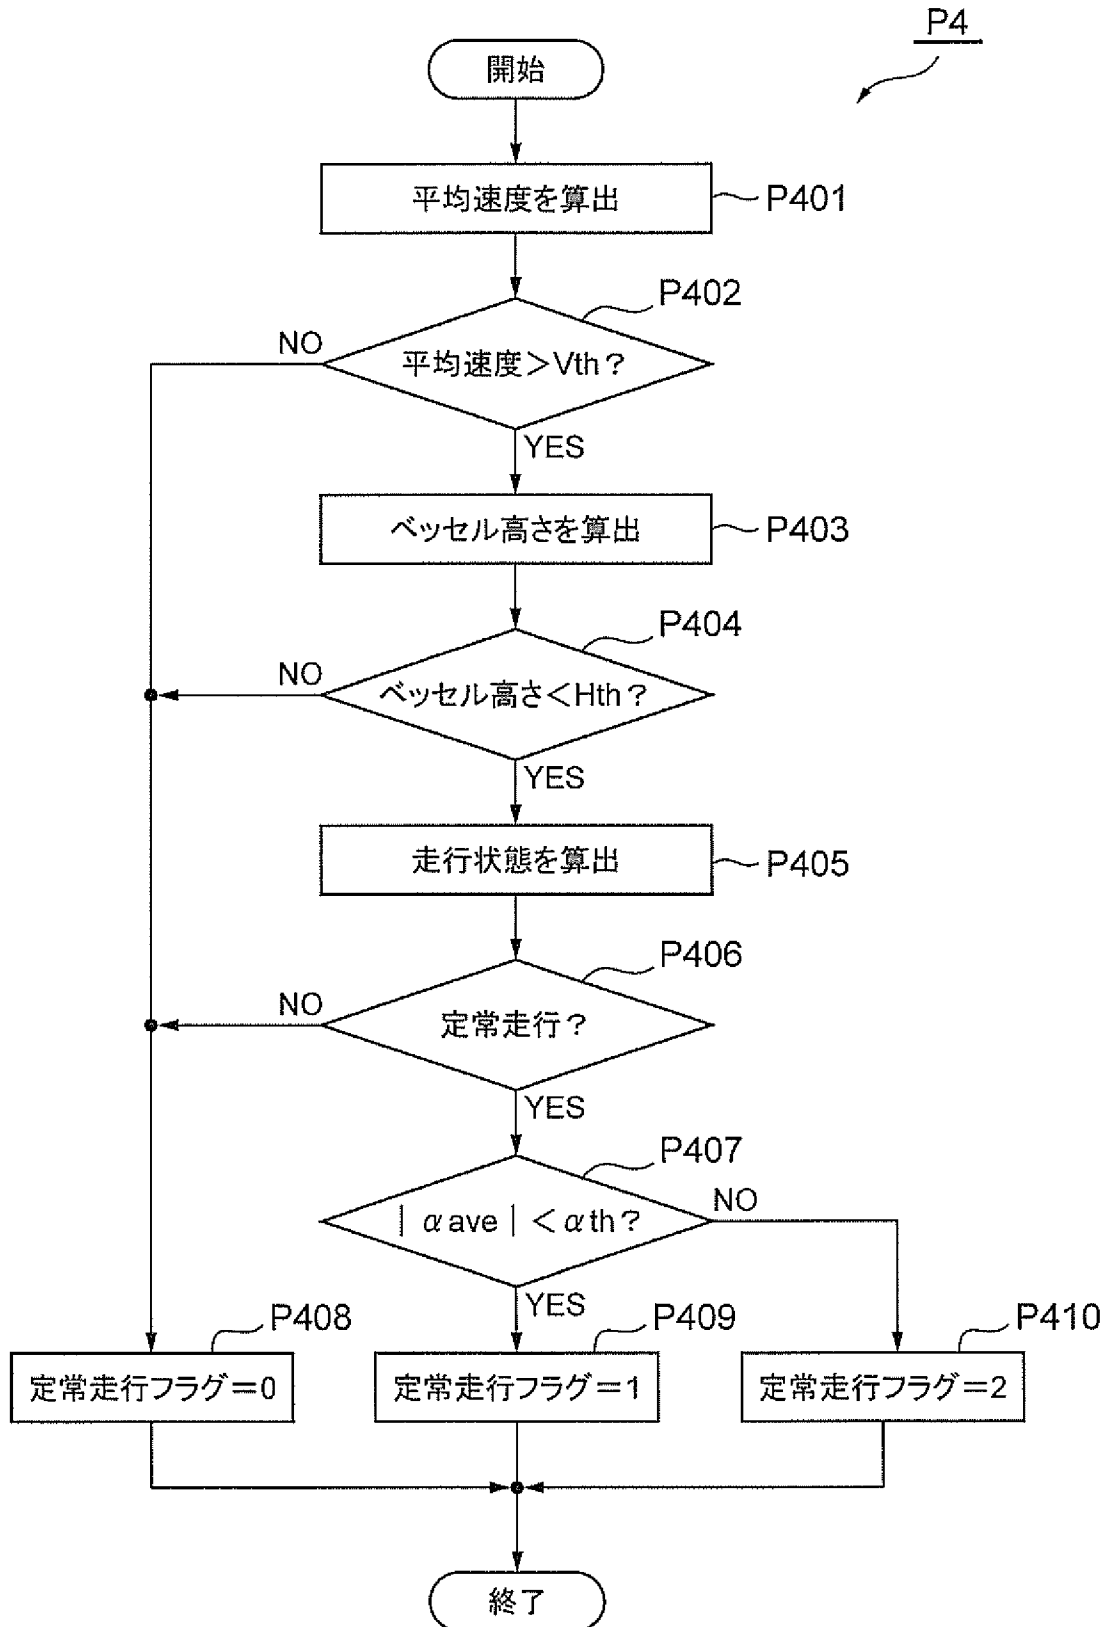 P4
開始
平均速度を算出
P401
P402
平均速度>Vth?
NO
YES
ベッセル高さを算出
P403
P404
ベッセル高さ<Hth?
NO
YES
走行状態を算出
P405
P406
定常走行?
NO
YES
P407
|αave|<αth?
NO
YES
P408
定常走行フラグ=0
P409
定常走行フラグ=1
P410
定常走行フラグ=2
終了